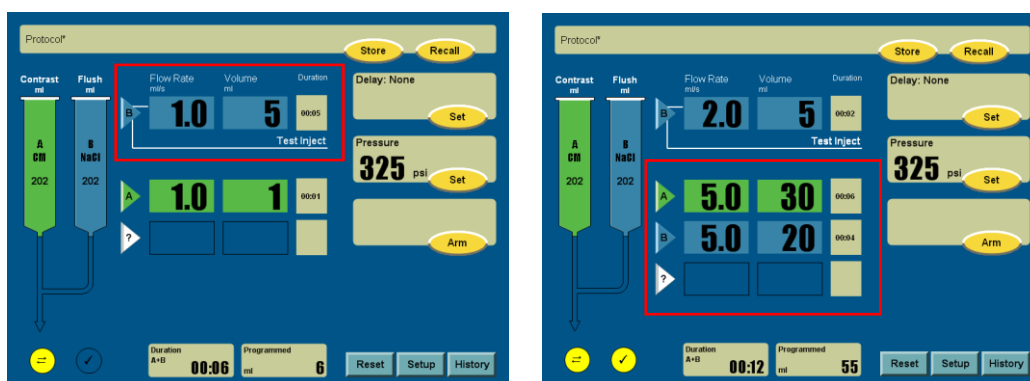 Protocol*
Store Recall
Contrast Flush Flow Rate Volume Duration
ml ml ml/s ml
Delay: None
B 1.0 5 00:05
Set
Test Inject
Pressure
A B
CM NaCl
325 psi
Set
202 202
A 1.0 1 00:01
?
Arm
Duration Programmed
A+B
00:06 ml 6
Reset Setup History
Protocol*
Store Recall
Contrast Flush Flow Rate Volume Duration
ml ml ml/s ml
Delay: None
B 2.0 5 00:02
Set
Test Inject
Pressure
A B
CM NaCl
325 psi
Set
202 202
A 5.0 30 00:06
B 5.0 20 00:04
Arm
?
Duration Programmed
A+B
00:12 ml 55
Reset Setup History